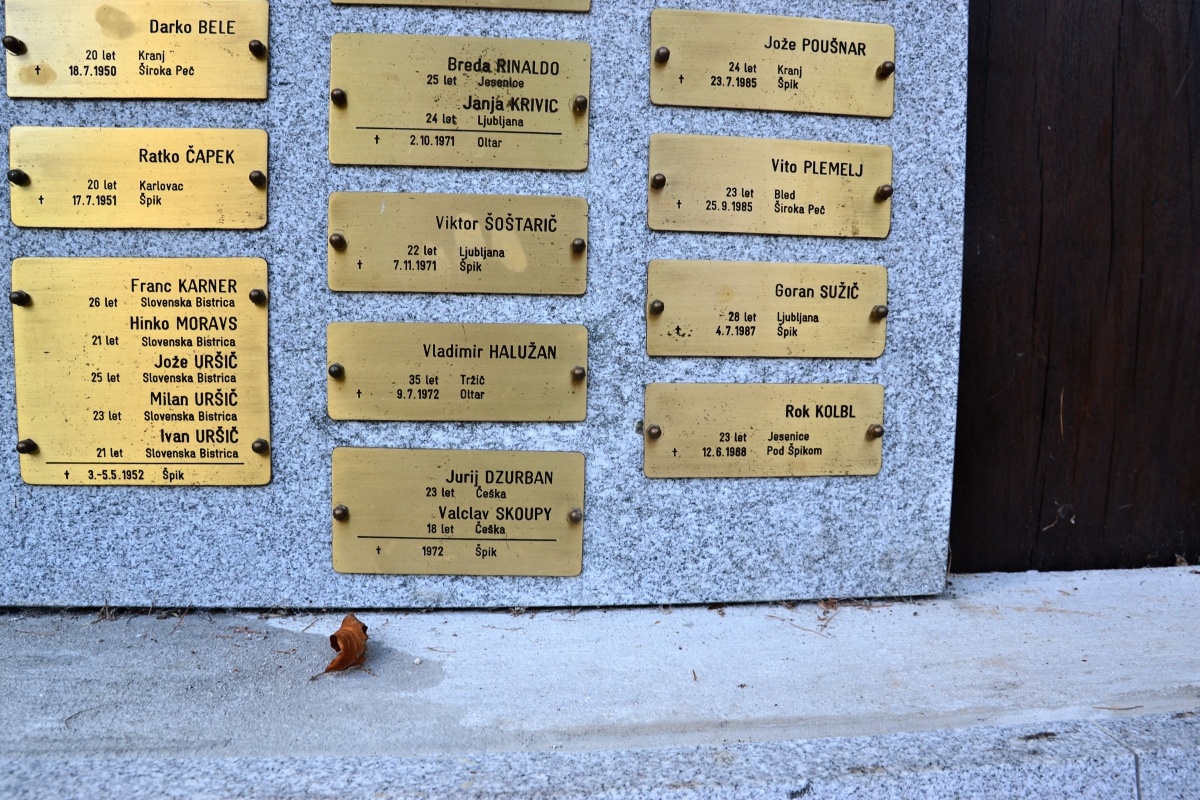 Darko BELE
20 let Kranj
✝ 18.7.1950 Široka Peč
Ratko ČAPEK
20 let Karlovac
✝ 17.7.1951 Špik
Franc KARNER
26 let Slovenska Bistrica
Hinko MORAVS
21 let Slovenska Bistrica
Jože URŠIČ
25 let Slovenska Bistrica
Milan URŠIČ
23 let Slovenska Bistrica
Ivan URŠIČ
21 let Slovenska Bistrica
✝ 3.-5.5.1952 Špik
Breda RINALDO
25 let Jesenice
Janja KRIVIC
24 let Ljubljana
✝ 2.10.1971 Oltar
Viktor ŠOŠTARIČ
22 let Ljubljana
✝ 7.11.1971 Špik
Vladimir HALUŽAN
35 let Tržič
✝ 9.7.1972 Oltar
Jurij DZURBAN
23 let Češka
Valclav SKOUPY
18 let Češka
✝ 1972 Špik
Jože POUŠNAR
24 let Kranj
✝ 23.7.1985 Špik
Vito PLEMELJ
23 let Bled
✝ 25.9.1985 Široka Peč
Goran SUŽIČ
28 let Ljubljana
✝ 4.7.1987 Špik
Rok KOLBL
23 let Jesenice
✝ 12.6.1988 Pod Špikom